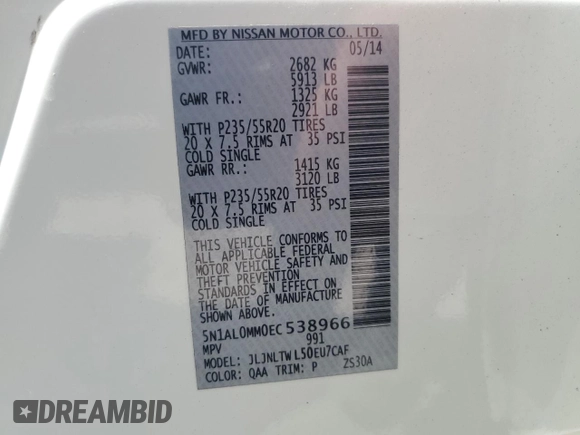 MFD BY NISSAN MOTOR CO., LTD.
DATE: 05/14
GVWR: 2682 KG
5913 LB
GAWR FR.: 1325 KG
2921 LB
WITH P235/55R20 TIRES
20 X 7.5 RIMS AT 35 PSI
COLD SINGLE
GAWR RR.: 1415 KG
3120 LB
WITH P235/55R20 TIRES
20 X 7.5 RIMS AT 35 PSI
COLD SINGLE
THIS VEHICLE CONFORMS TO
ALL APPLICABLE FEDERAL
MOTOR VEHICLE SAFETY AND
THEFT PREVENTION
STANDARDS IN EFFECT ON
THE DATE OF MANUFACTURE
SHOWN ABOVE.
5N1AL0MM0EC538966
MPV 991
MODEL: JLJNLTWL50EU7CAF
COLOR: QAA TRIM: P ZS30A
DREAMBID